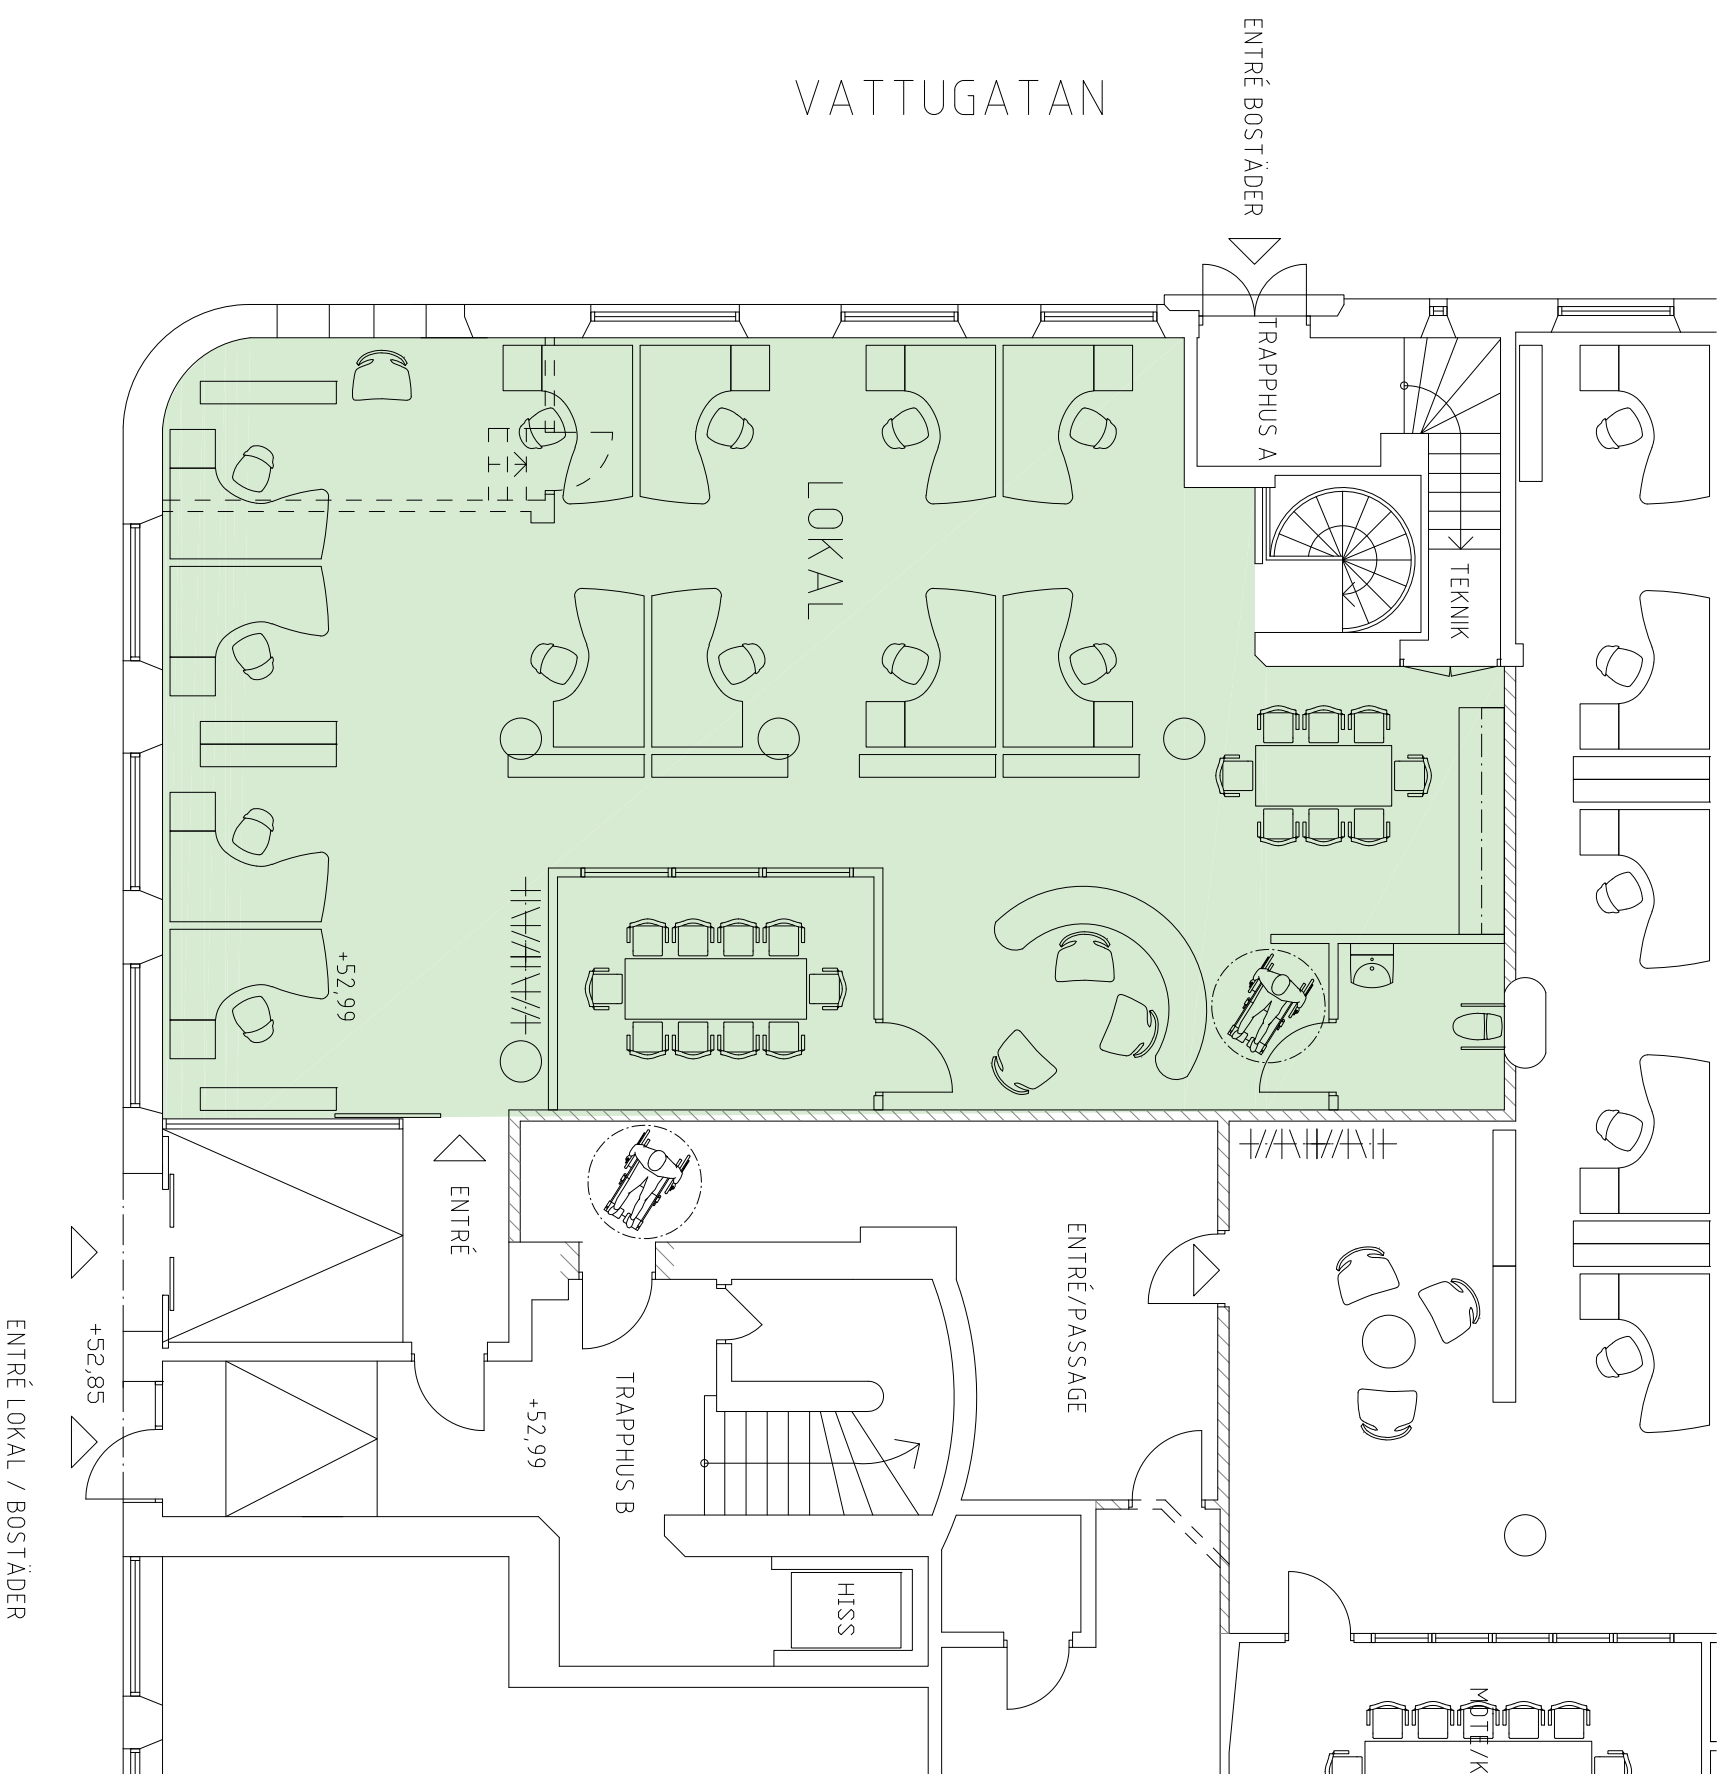 VATTUGATAN
ENTRÉ BOSTÄDER
TRAPPHUS A
LOKAL
TEKNIK
+52,99
ENTRÉ
ENTRÉ/PASSAGE
+52,85
ENTRÉ LOKAL / BOSTÄDER
+52,99
TRAPPHUS B
HISS
MÖTE/K